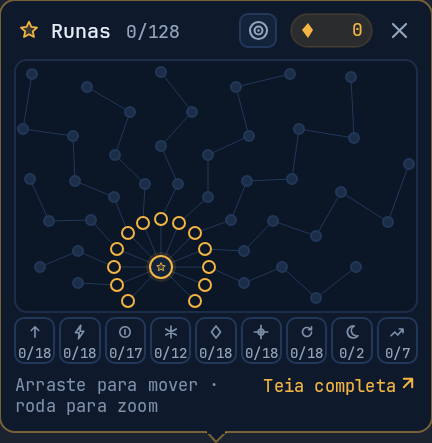 Runas 0/128
0
0/18 0/18 0/17 0/12 0/18 0/18 0/18 0/2 0/7
Arraste para mover ·
roda para zoom
Teia completa